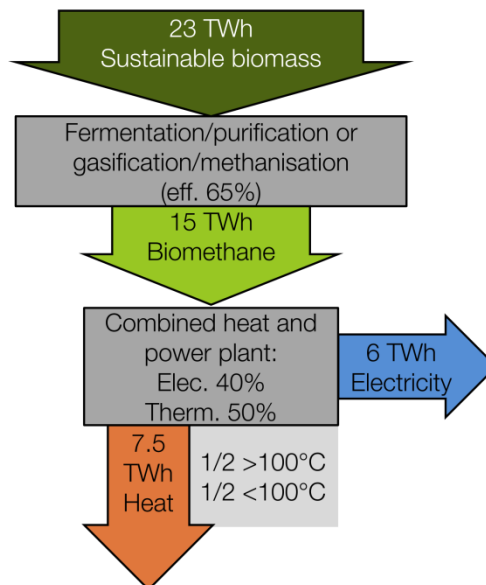 23 TWh
Sustainable biomass
Fermentation/purification or
gasification/methanisation
(eff. 65%)
15 TWh
Biomethane
Combined heat and
power plant:
Elec. 40%
Therm. 50%
6 TWh
Electricity
7.5
TWh
Heat
1/2 >100°C
1/2 <100°C